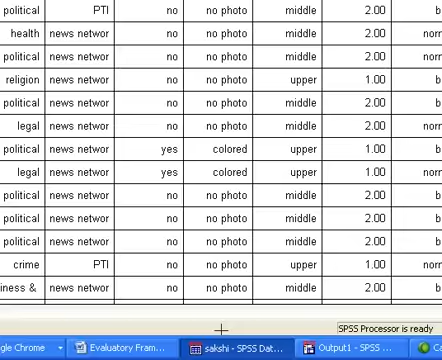 political PTI no no photo middle 2.00 b
health news networ no no photo middle 2.00 norr
political news networ no no photo middle 2.00 b
religion news networ no no photo upper 1.00 b
political news networ no no photo middle 2.00 b
legal news networ no no photo middle 2.00 norr
political news networ yes colored upper 1.00 b
legal news networ yes colored upper 1.00 norr
political news networ no no photo middle 2.00 b
political news networ no no photo middle 2.00 b
political news networ no no photo middle 2.00 b
crime PTI no no photo upper 1.00 norr
iness & news networ no no photo middle 2.00 b
SPSS Processor is ready
gle Chrome Evaluatory Fram... sakshi - SPSS Dat... Output1 - SPSS ... Ca